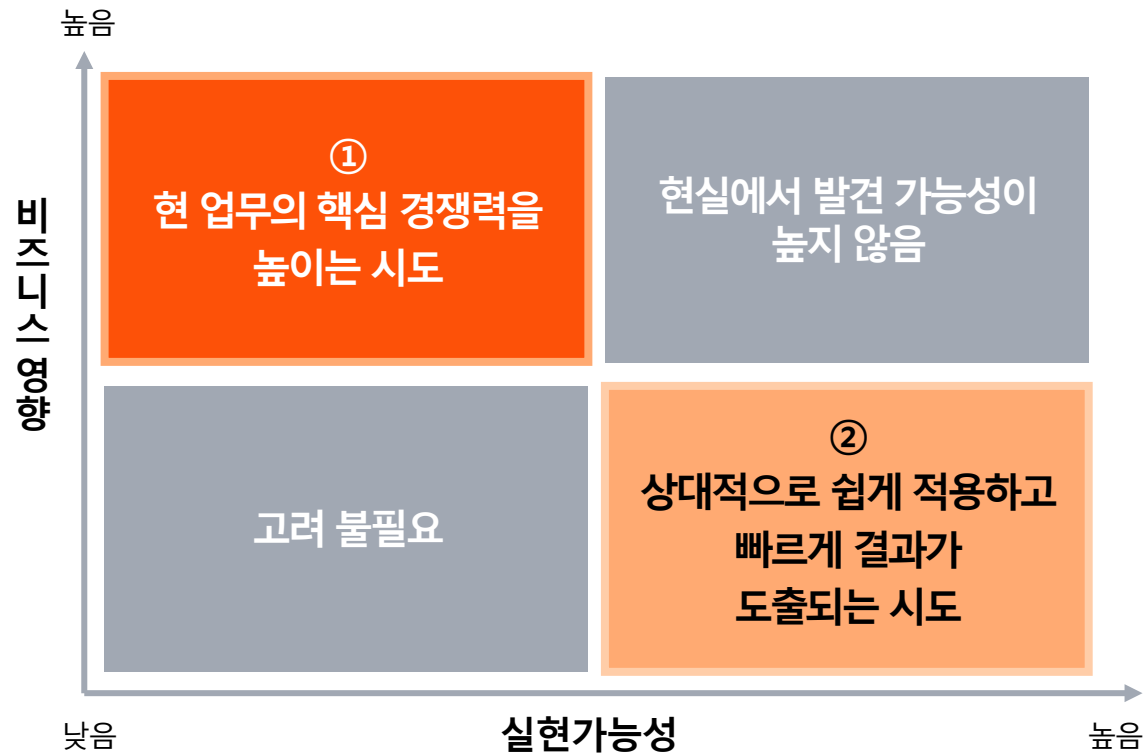 높음
①
현 업무의 핵심 경쟁력을
높이는 시도
현실에서 발견 가능성이
높지 않음
비즈니스 영향
고려 불필요
②
상대적으로 쉽게 적용하고
빠르게 결과가
도출되는 시도
낮음
실현가능성
높음